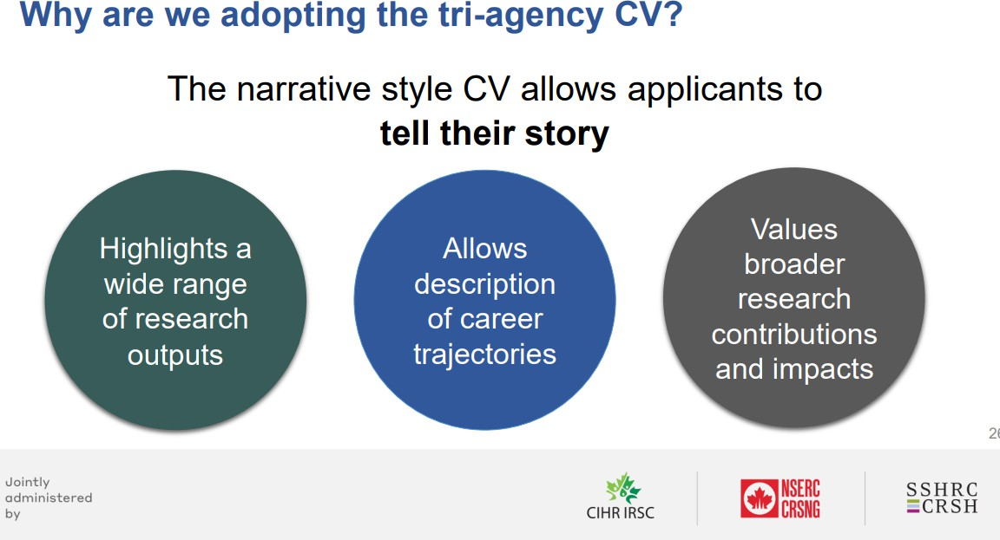 Why are we adopting the tri-agency CV?
The narrative style CV allows applicants to
tell their story
Highlights a
wide range
of research
outputs
Allows
description
of career
trajectories
Values
broader
research
contributions
and impacts
Jointly
administered
by
CIHR IRSC
NSERC
CRSNG
SSHRC
CRSH